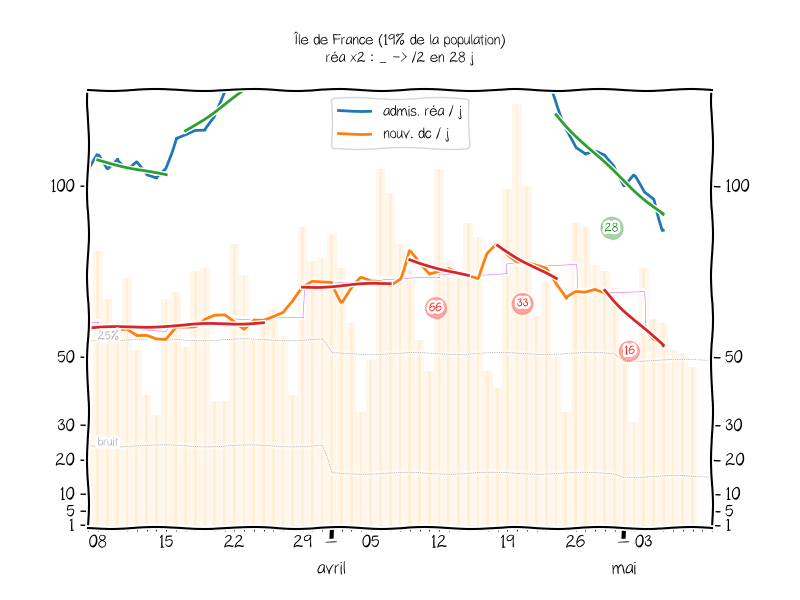 Île de France (19% de la population)
réa x2 : _ -> /2 en 28 j
admis. réa / j
nouv. dc / j
100
100
28
66
33
25%
16
50
50
bruit
30
30
20
20
10
10
5
5
1
1
08 15 22 29 05 12 19 26 03
avril mai